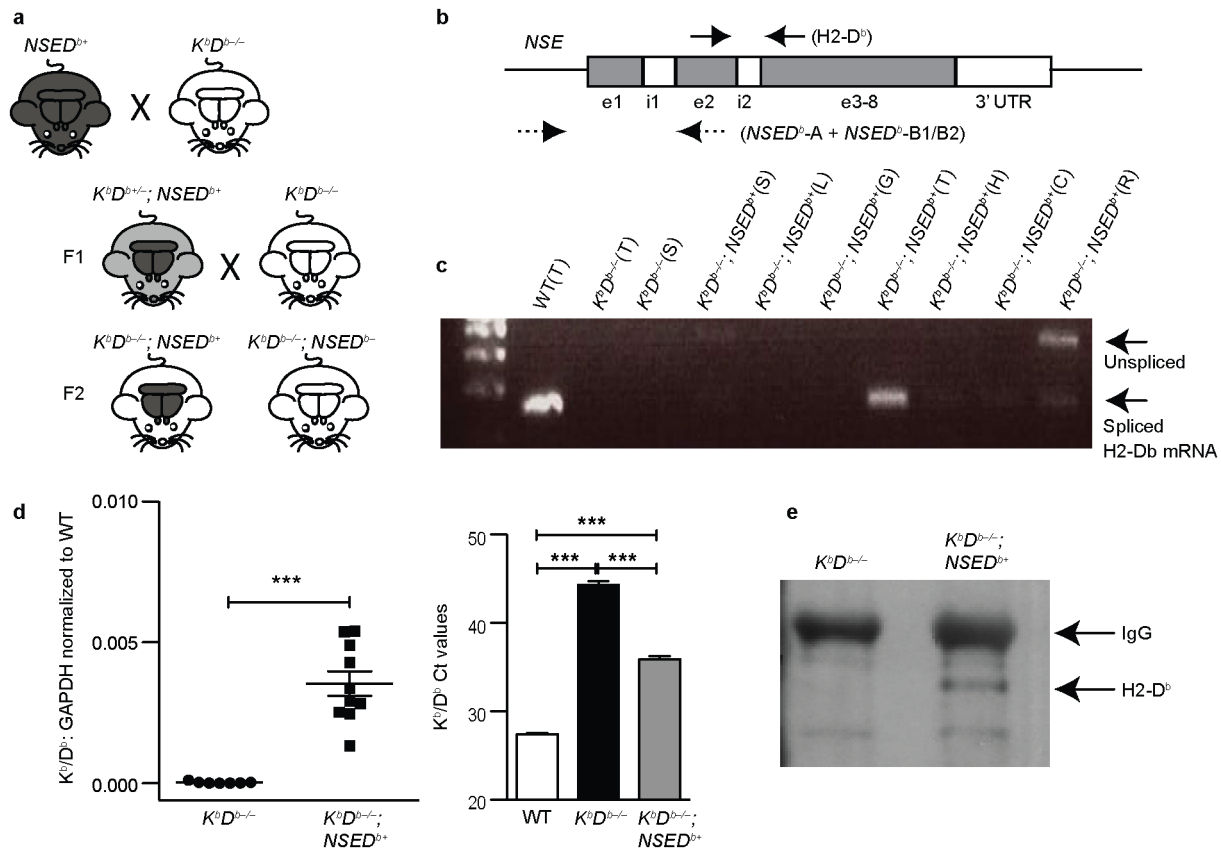 a
NSEDᵇ⁺ KᵇDᵇ⁻/⁻
X
KᵇDᵇ⁺/⁻; NSEDᵇ⁺ KᵇDᵇ⁻/⁻
F1
X
KᵇDᵇ⁻/⁻; NSEDᵇ⁺ KᵇDᵇ⁻/⁻; NSEDᵇ⁻
F2
b
NSE
(H2-Dᵇ)
e1 i1 e2 i2 e3-8 3' UTR
(NSEDᵇ-A + NSEDᵇ-B1/B2)
c
WT(T)
KᵇDᵇ⁻/⁻(T)
KᵇDᵇ⁻/⁻(S)
KᵇDᵇ⁻/⁻; NSEDᵇ⁺(S)
KᵇDᵇ⁻/⁻; NSEDᵇ⁺(L)
KᵇDᵇ⁻/⁻; NSEDᵇ⁺(G)
KᵇDᵇ⁻/⁻; NSEDᵇ⁺(T)
KᵇDᵇ⁻/⁻; NSEDᵇ⁺(H)
KᵇDᵇ⁻/⁻; NSEDᵇ⁺(C)
KᵇDᵇ⁻/⁻; NSEDᵇ⁺(R)
Unspliced
Spliced
H2-Db mRNA
d
Kᵇ/Dᵇ: GAPDH normalized to WT
0.010
0.005
0.000
***
KᵇDᵇ⁻/⁻ KᵇDᵇ⁻/⁻;
NSEDᵇ⁺
Kᵇ/Dᵇ Ct values
50
40
30
20
***
*** ***
WT KᵇDᵇ⁻/⁻ KᵇDᵇ⁻/⁻;
NSEDᵇ⁺
e
KᵇDᵇ⁻/⁻ KᵇDᵇ⁻/⁻;
NSEDᵇ⁺
IgG
H2-Dᵇ